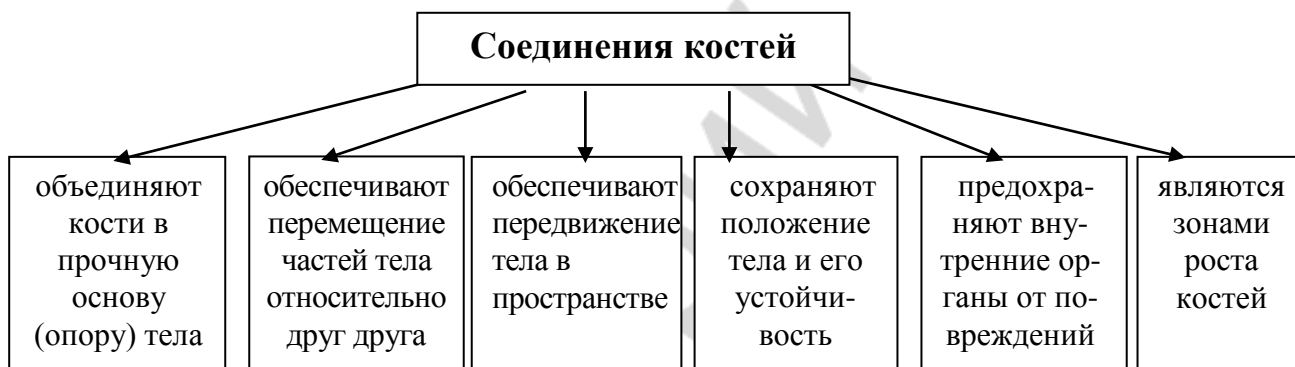 Соединения костей
объединяют
кости в
прочную
основу
(опору) тела
обеспечивают
перемещение
частей тела
относительно
друг друга
обеспечивают
передвижение
тела в
пространстве
сохраняют
положение
тела и его
устойчи-
вость
предохра-
няют вну-
тренние ор-
ганы от по-
вреждений
являются
зонами
роста
костей